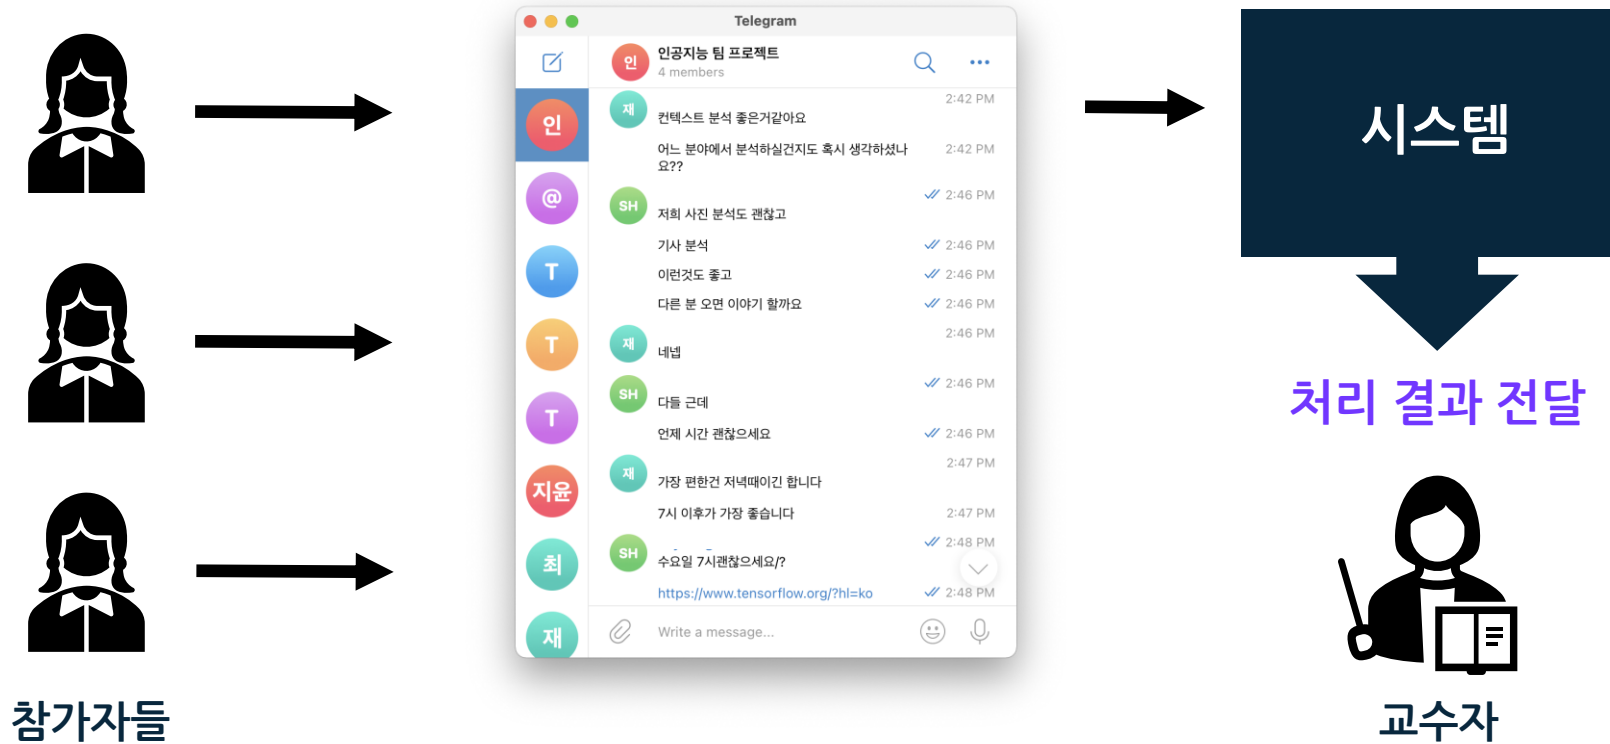 Telegram
인공지능 팀 프로젝트
4 members
인
인
@
T
T
T
지윤
최
재
재
2:42 PM
컨텍스트 분석 좋은거같아요
어느 분야에서 분석하실건지도 혹시 생각하셨나
요??
2:42 PM
SH
2:46 PM
저희 사진 분석도 괜찮고
기사 분석
2:46 PM
이런것도 좋고
2:46 PM
다른 분 오면 이야기 할까요
2:46 PM
재
2:46 PM
네넵
SH
2:46 PM
다들 근데
언제 시간 괜찮으세요
2:46 PM
재
2:47 PM
가장 편한건 저녁때이긴 합니다
7시 이후가 가장 좋습니다
2:47 PM
SH
2:48 PM
수요일 7시괜찮으세요/?
https://www.tensorflow.org/?hl=ko
2:48 PM
Write a message...
시스템
처리 결과 전달
참가자들
교수자